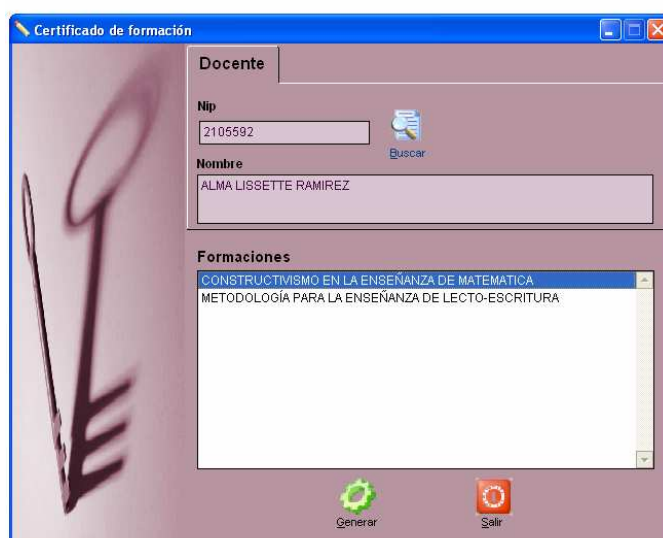 Certificado de formación
Docente
Nip
2105592
Buscar
Nombre
ALMA LISSETTE RAMIREZ
Formaciones
CONSTRUCTIVISMO EN LA ENSEÑANZA DE MATEMATICA
METODOLOGÍA PARA LA ENSEÑANZA DE LECTO-ESCRITURA
Generar
Salir